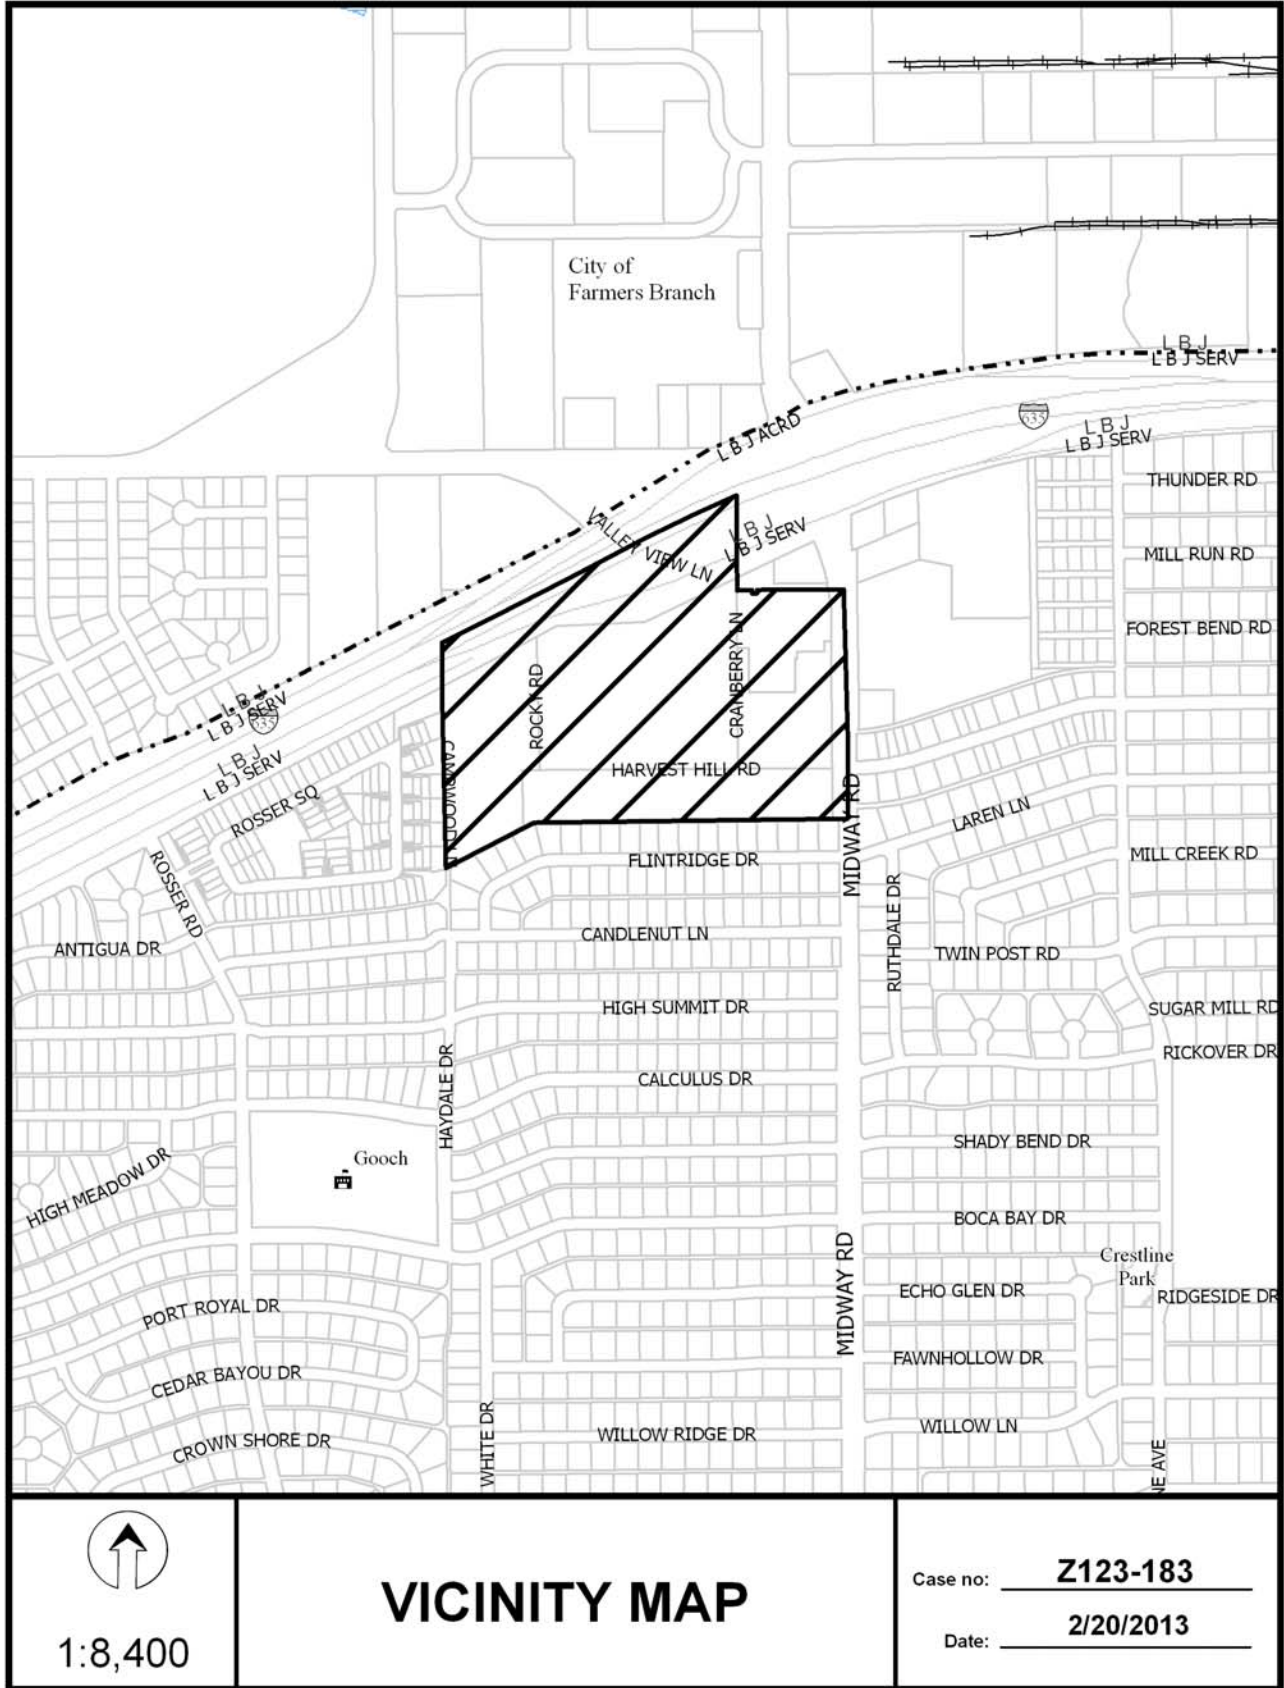 City of
Farmers Branch
L B J
L B J SERV
635
L B J
L B J SERV
L B J ACRD
THUNDER RD
VALLEY VIEW LN
L B J
L B J SERV
MILL RUN RD
FOREST BEND RD
ROCKY RD
CRANBERRY LN
L B J
L B J SERV
635
L B J
L B J SERV
HARVEST HILL RD
MIDWAY RD
ROSSER SQ
LAREN LN
FLINTRIDGE DR
MILL CREEK RD
ROSSER RD
RUTHDALE DR
ANTIGUA DR
CANDLENUT LN
TWIN POST RD
HIGH SUMMIT DR
SUGAR MILL RD
RICKOVER DR
HAYDALE DR
CALCULUS DR
SHADY BEND DR
Gooch
HIGH MEADOW DR
BOCA BAY DR
MIDWAY RD
Crestline
Park
ECHO GLEN DR
RIDGESIDE DR
PORT ROYAL DR
FAWNHOLLOW DR
CEDAR BAYOU DR
WHITE DR
WILLOW RIDGE DR
WILLOW LN
CROWN SHORE DR
NE AVE
1:8,400
VICINITY MAP
Case no: Z123-183
Date: 2/20/2013